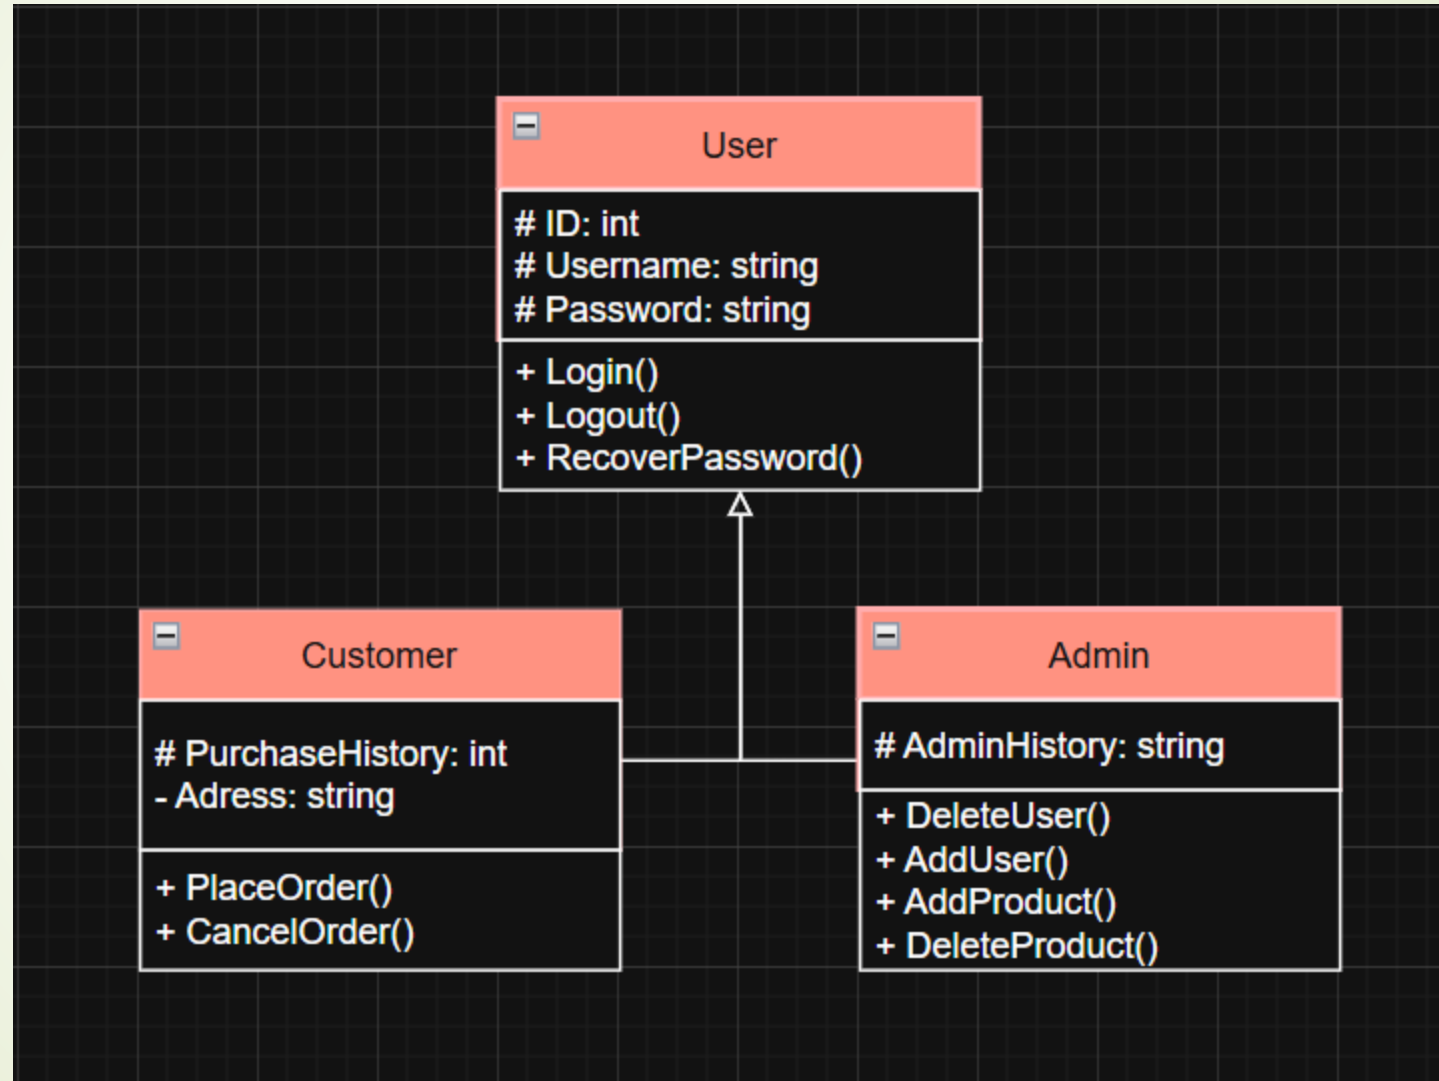 User
# ID: int
# Username: string
# Password: string
+ Login()
+ Logout()
+ RecoverPassword()
Customer
# PurchaseHistory: int
- Adress: string
+ PlaceOrder()
+ CancelOrder()
Admin
# AdminHistory: string
+ DeleteUser()
+ AddUser()
+ AddProduct()
+ DeleteProduct()